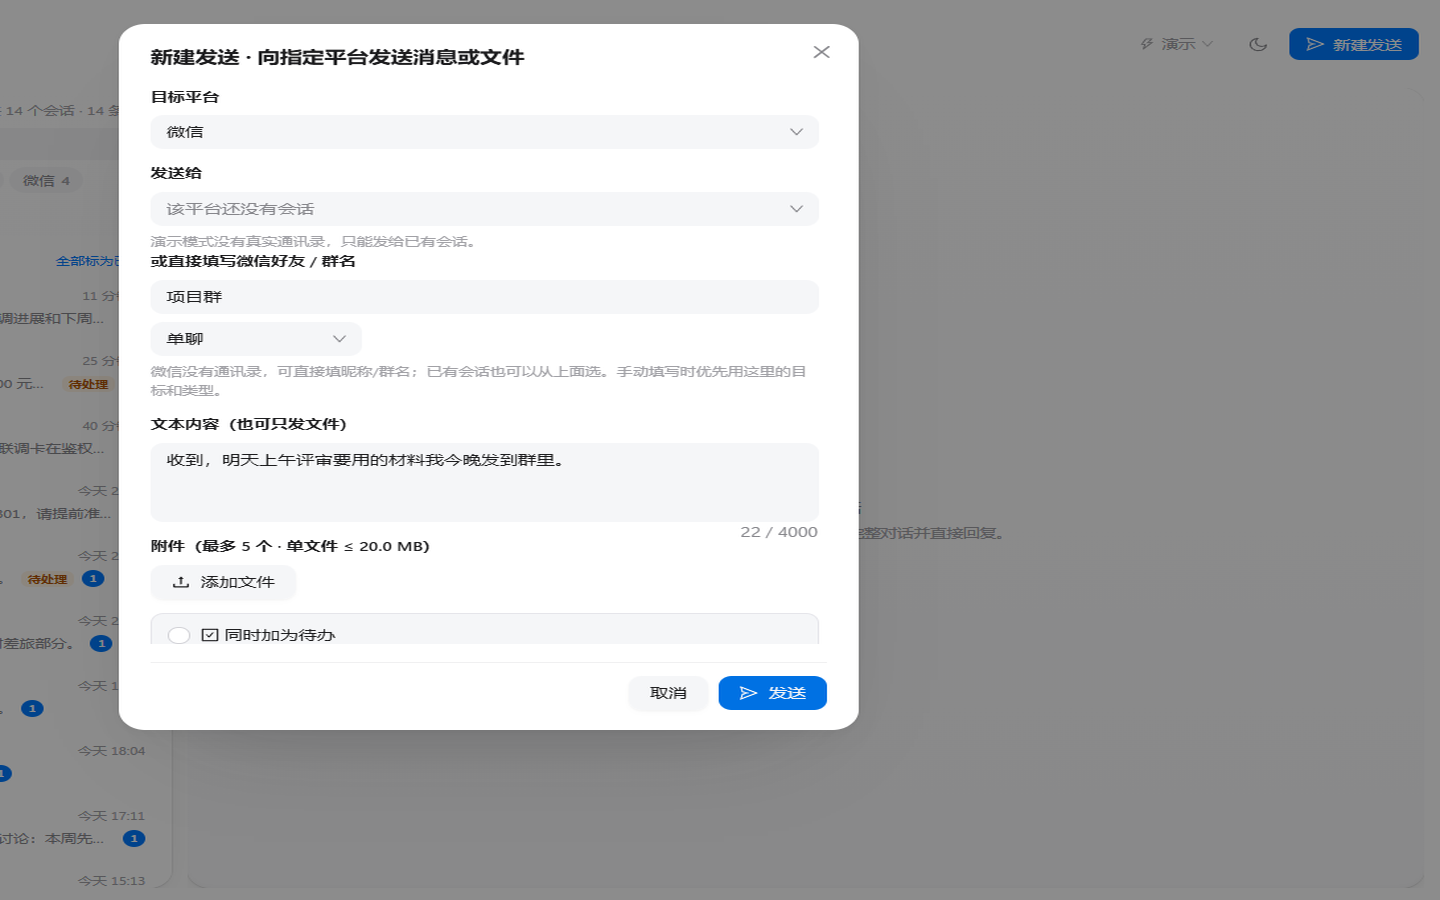 新建发送 · 向指定平台发送消息或文件
演示
新建发送
目标平台
微信
发送给
该平台还没有会话
演示模式没有真实通讯录，只能发给已有会话。
或直接填写微信好友 / 群名
项目群
单聊
微信没有通讯录，可直接填昵称/群名；已有会话也可以从上面选。手动填写时优先用这里的目
标和类型。
文本内容（也可只发文件）
收到，明天上午评审要用的材料我今晚发到群里。
22 / 4000
附件（最多 5 个 · 单文件 ≤ 20.0 MB）
添加文件
同时加为待办
取消
发送
14 个会话 · 14
微信 4
全部标为
11 分
调进展和下周...
25 分
00 元...
待处理
40 分
联调卡在鉴权...
今天 2
301，请提前准...
今天 2
。
待处理
1
今天 2
差旅部分。
1
今天 1
。
1
今天 18:04
1
今天 17:11
讨论：本周先...
1
今天 15:13
完整对话并直接回复。